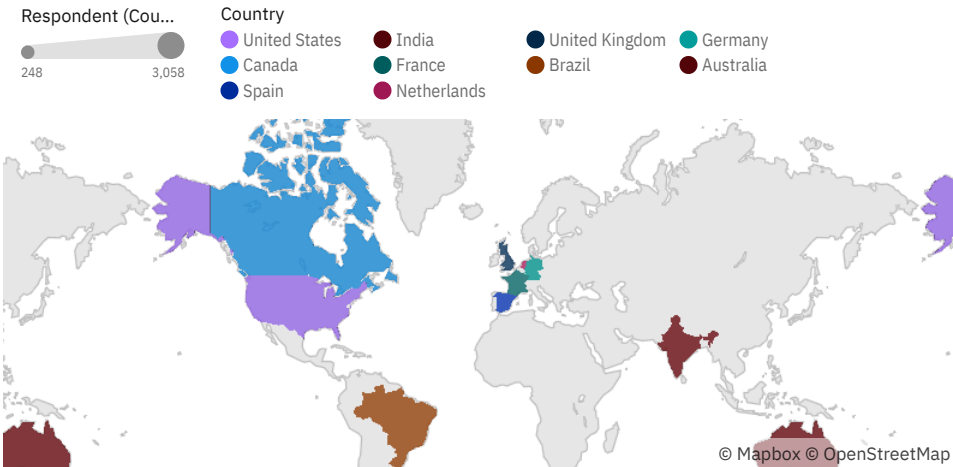 Respondent (Cou...
248
3,058
Country
United States
India
United Kingdom
Germany
Canada
France
Brazil
Australia
Spain
Netherlands
© Mapbox © OpenStreetMap